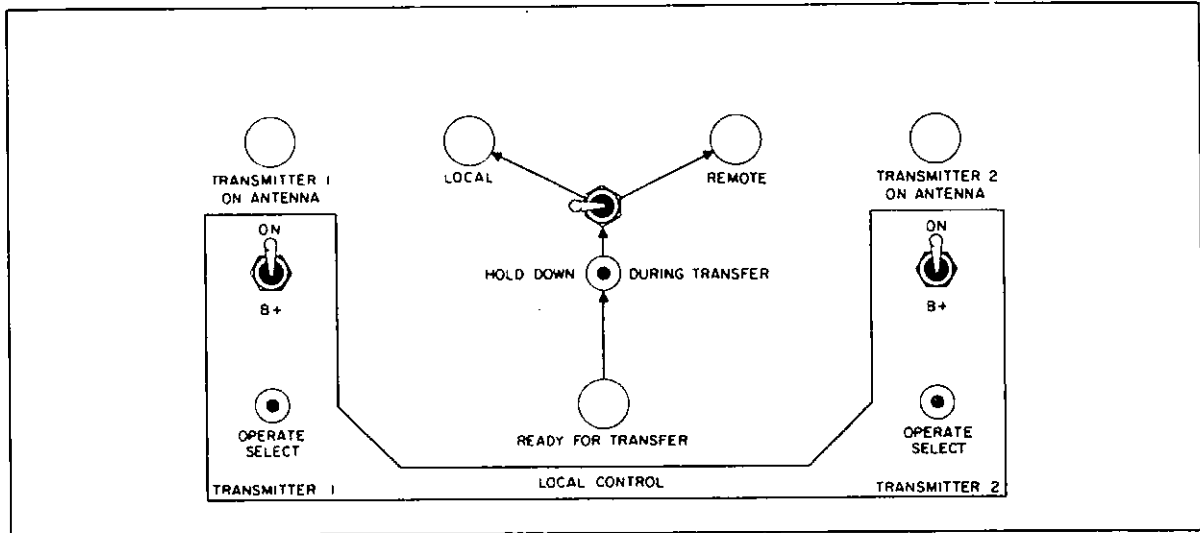 TRANSMITTER 1
ON ANTENNA
LOCAL
REMOTE
TRANSMITTER 2
ON ANTENNA
ON
B+
ON
B+
HOLD DOWN
DURING TRANSFER
OPERATE
SELECT
READY FOR TRANSFER
OPERATE
SELECT
TRANSMITTER 1
LOCAL CONTROL
TRANSMITTER 2